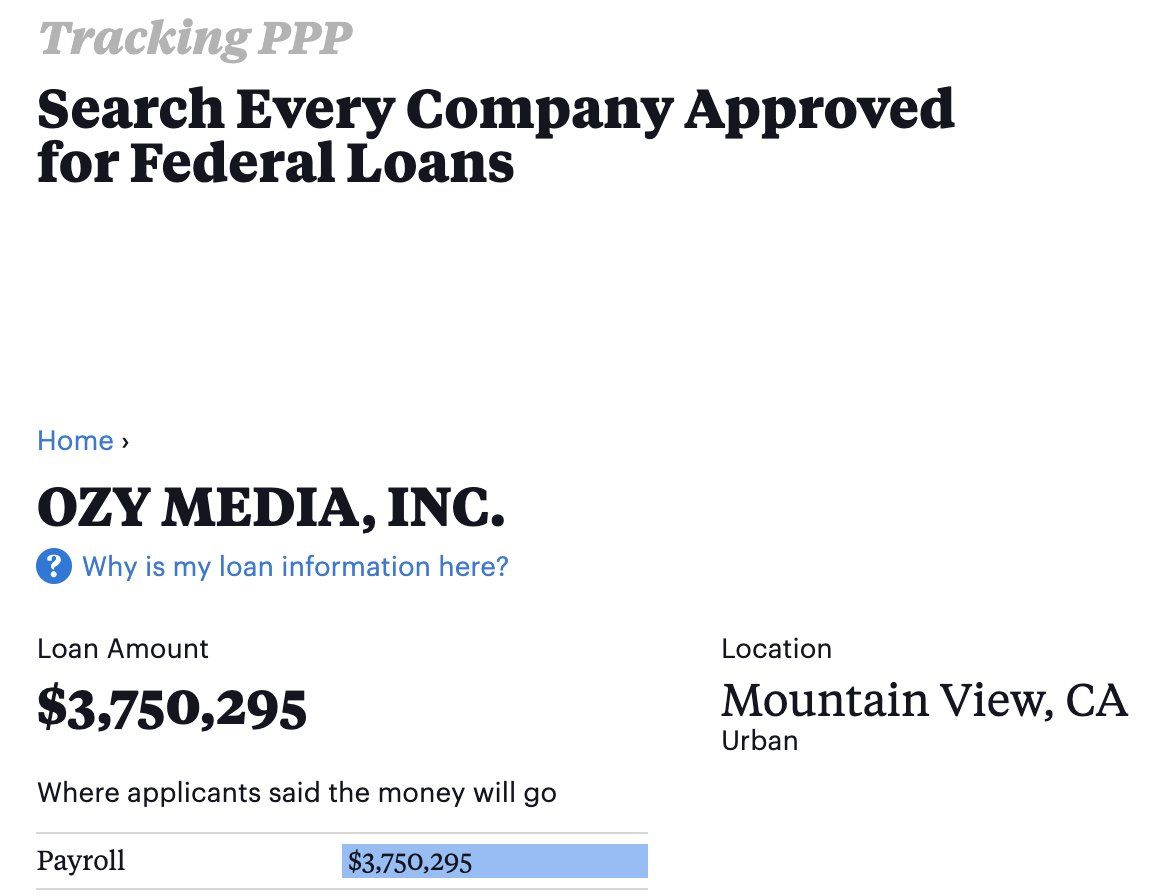 Tracking PPP
Search Every Company Approved
for Federal Loans
Home ›
OZY MEDIA, INC.
? Why is my loan information here?
Loan Amount
$3,750,295
Location
Mountain View, CA
Urban
Where applicants said the money will go
Payroll $3,750,295